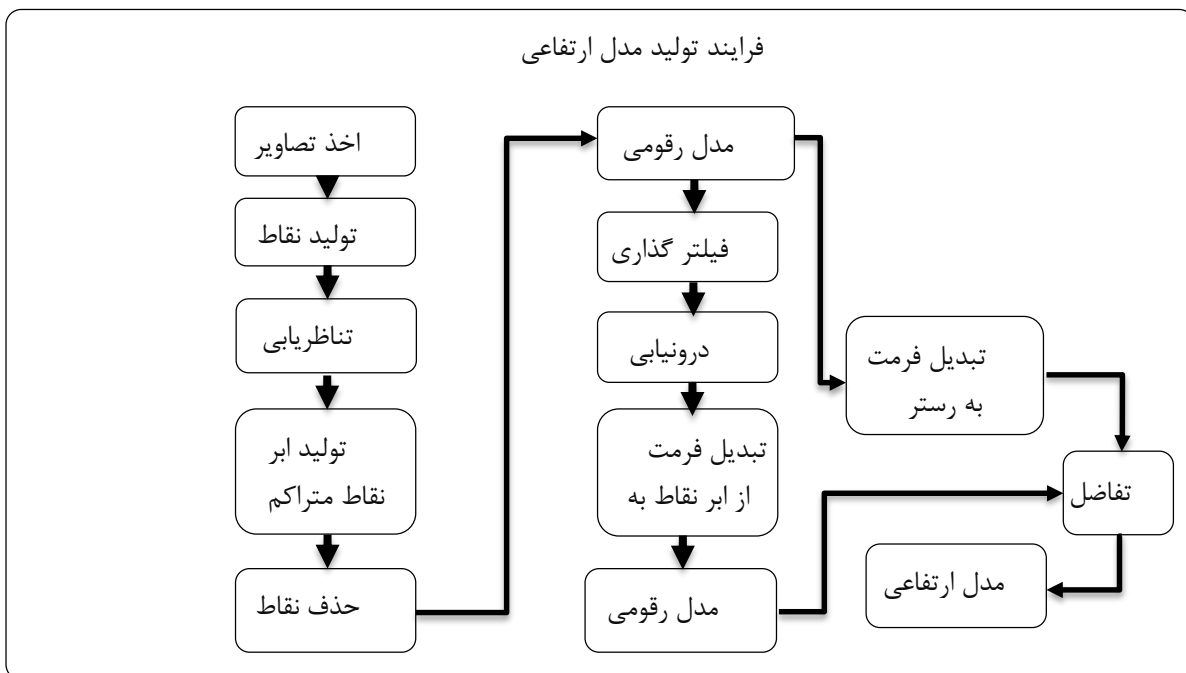 فرایند تولید مدل ارتفاعی
اخذ تصاویر
تولید نقاط
تناظریابی
تولید ابر
نقاط متراکم
حذف نقاط
مدل رقومی
فیلتر گذاری
درونیابی
تبدیل فرمت
از ابر نقاط به
مدل رقومی
تبدیل فرمت
به رستر
تفاضل
مدل ارتفاعی